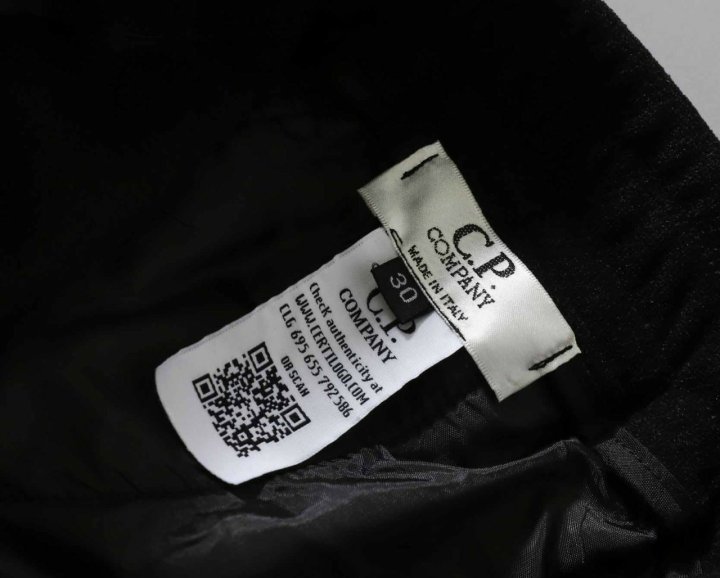 C.P.
COMPANY
MADE IN ITALY
30
C.P.
COMPANY
Check authenticity at
WWW.CERTILOGO.COM
CLG 695 655 792 586
OR SCAN